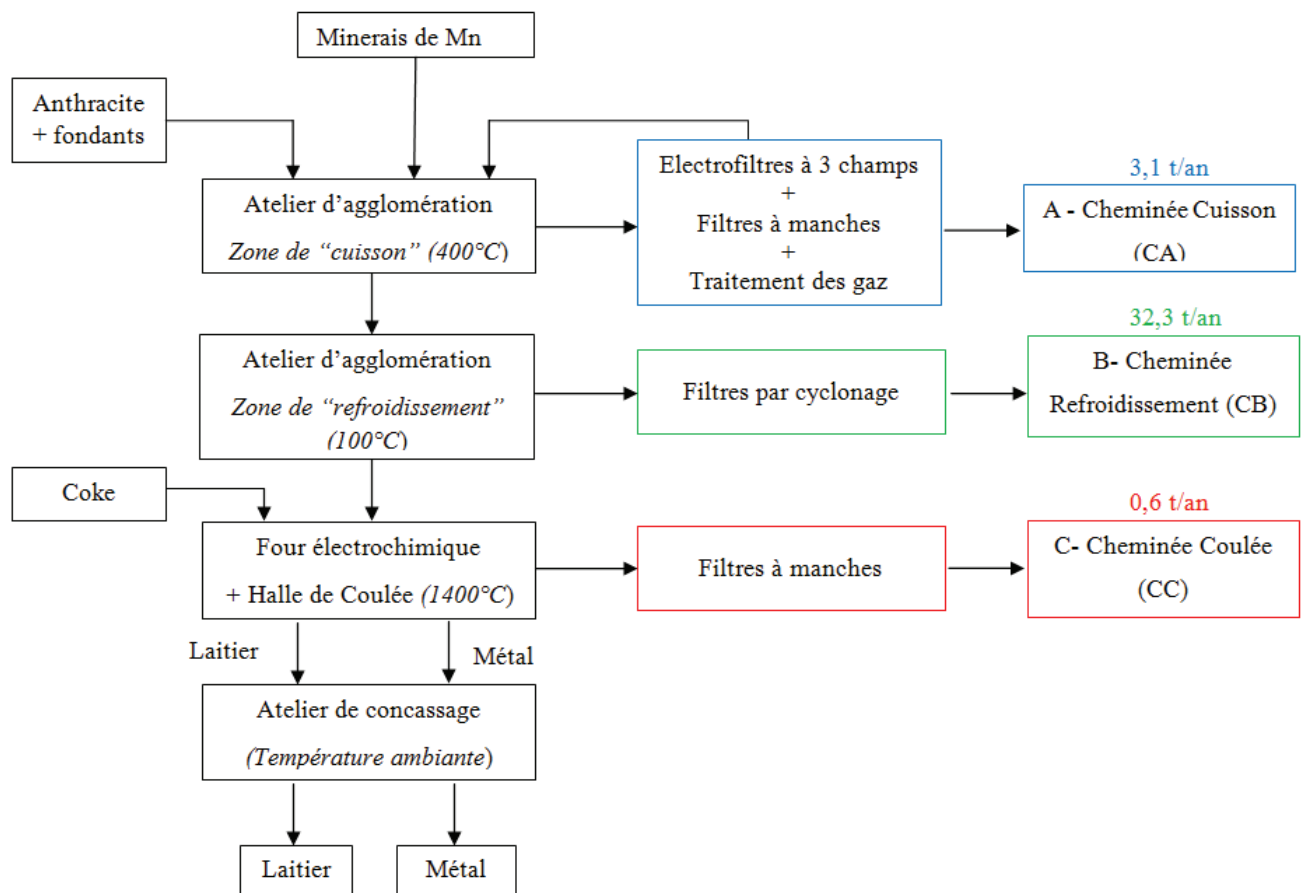 Minerais de Mn
Anthracite
+ fondants
Atelier d’agglomération
Zone de “cuisson” (400°C)
Electrofiltres à 3 champs
+
Filtres à manches
+
Traitement des gaz
3,1 t/an
A - Cheminée Cuisson
(CA)
Atelier d’agglomération
Zone de “refroidissement”
(100°C)
Filtres par cyclonage
32,3 t/an
B- Cheminée
Refroidissement (CB)
Coke
Four électrochimique
+ Halle de Coulée (1400°C)
Filtres à manches
0,6 t/an
C- Cheminée Coulée
(CC)
Laitier
Métal
Atelier de concassage
(Température ambiante)
Laitier
Métal